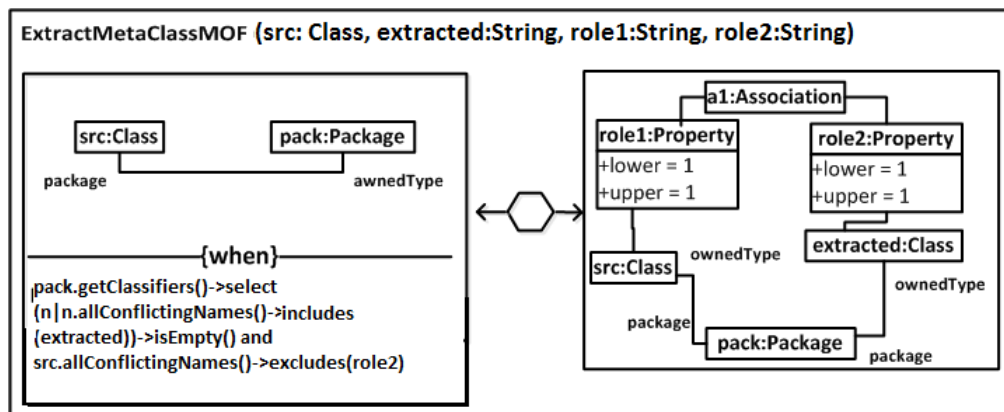 ExtractMetaClassMOF (src: Class, extracted:String, role1:String, role2:String)
src:Class
pack:Package
package
awnedType
{when}
pack.getClassifiers()->select
(n|n.allConflictingNames()->includes
(extracted))->isEmpty() and
src.allConflictingNames()->excludes(role2)
a1:Association
role1:Property
+lower = 1
+upper = 1
role2:Property
+lower = 1
+upper = 1
src:Class
ownedType
extracted:Class
ownedType
package
pack:Package
package